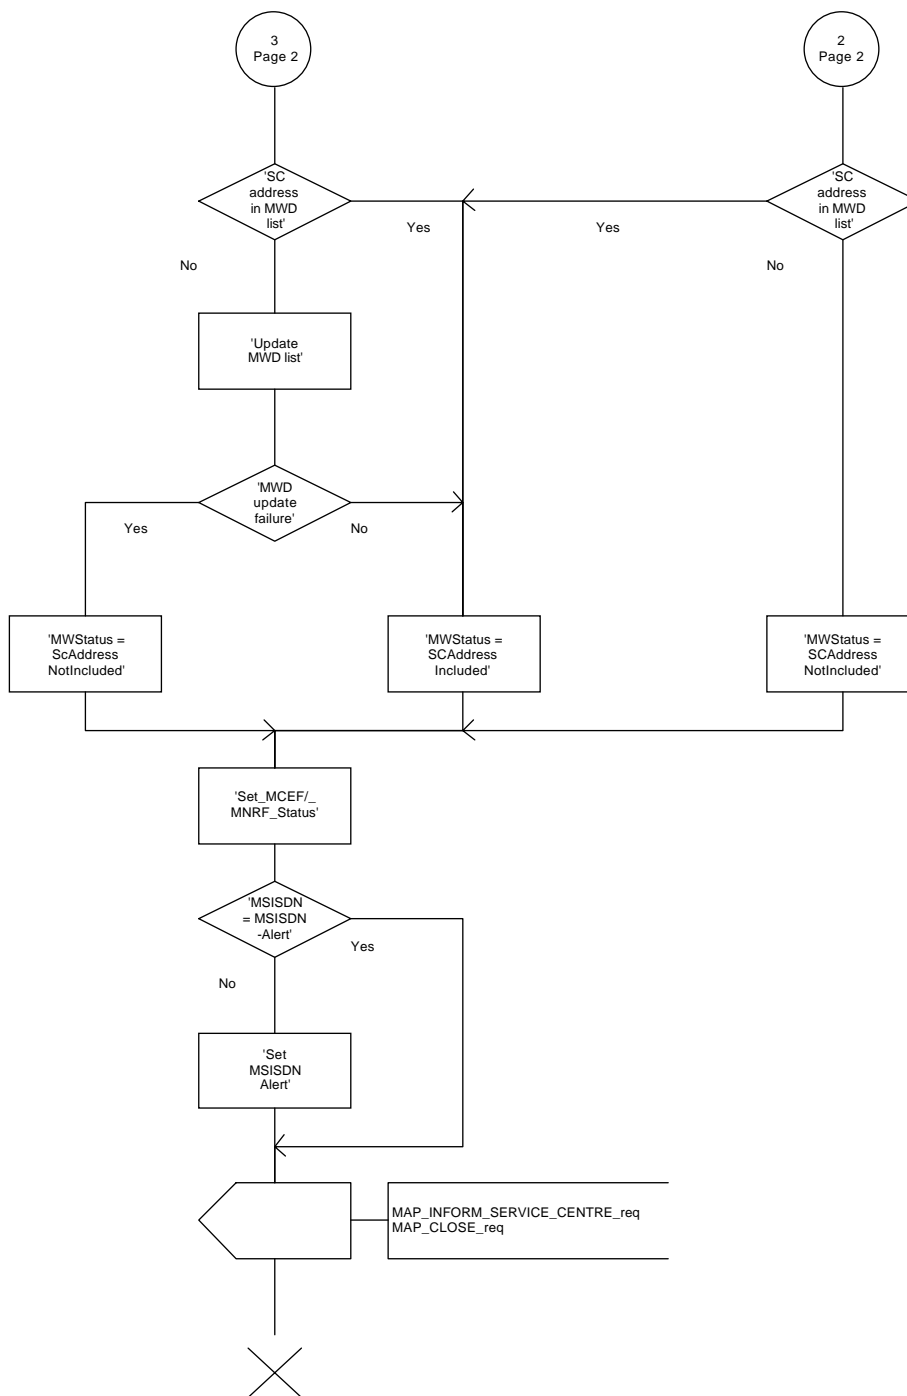 3
Page 2
2
Page 2
'SC
address
in MWD
list'
'SC
address
in MWD
list'
Yes
Yes
No
No
'Update
MWD list'
'MWD
update
failure'
Yes
No
'MWStatus =
ScAddress
NotIncluded'
'MWStatus =
SCAddress
Included'
'MWStatus =
SCAddress
NotIncluded'
'Set_MCEF/_
MNRF_Status'
'MSISDN
= MSISDN
-Alert'
Yes
No
'Set
MSISDN
Alert'
MAP_INFORM_SERVICE_CENTRE_req
MAP_CLOSE_req